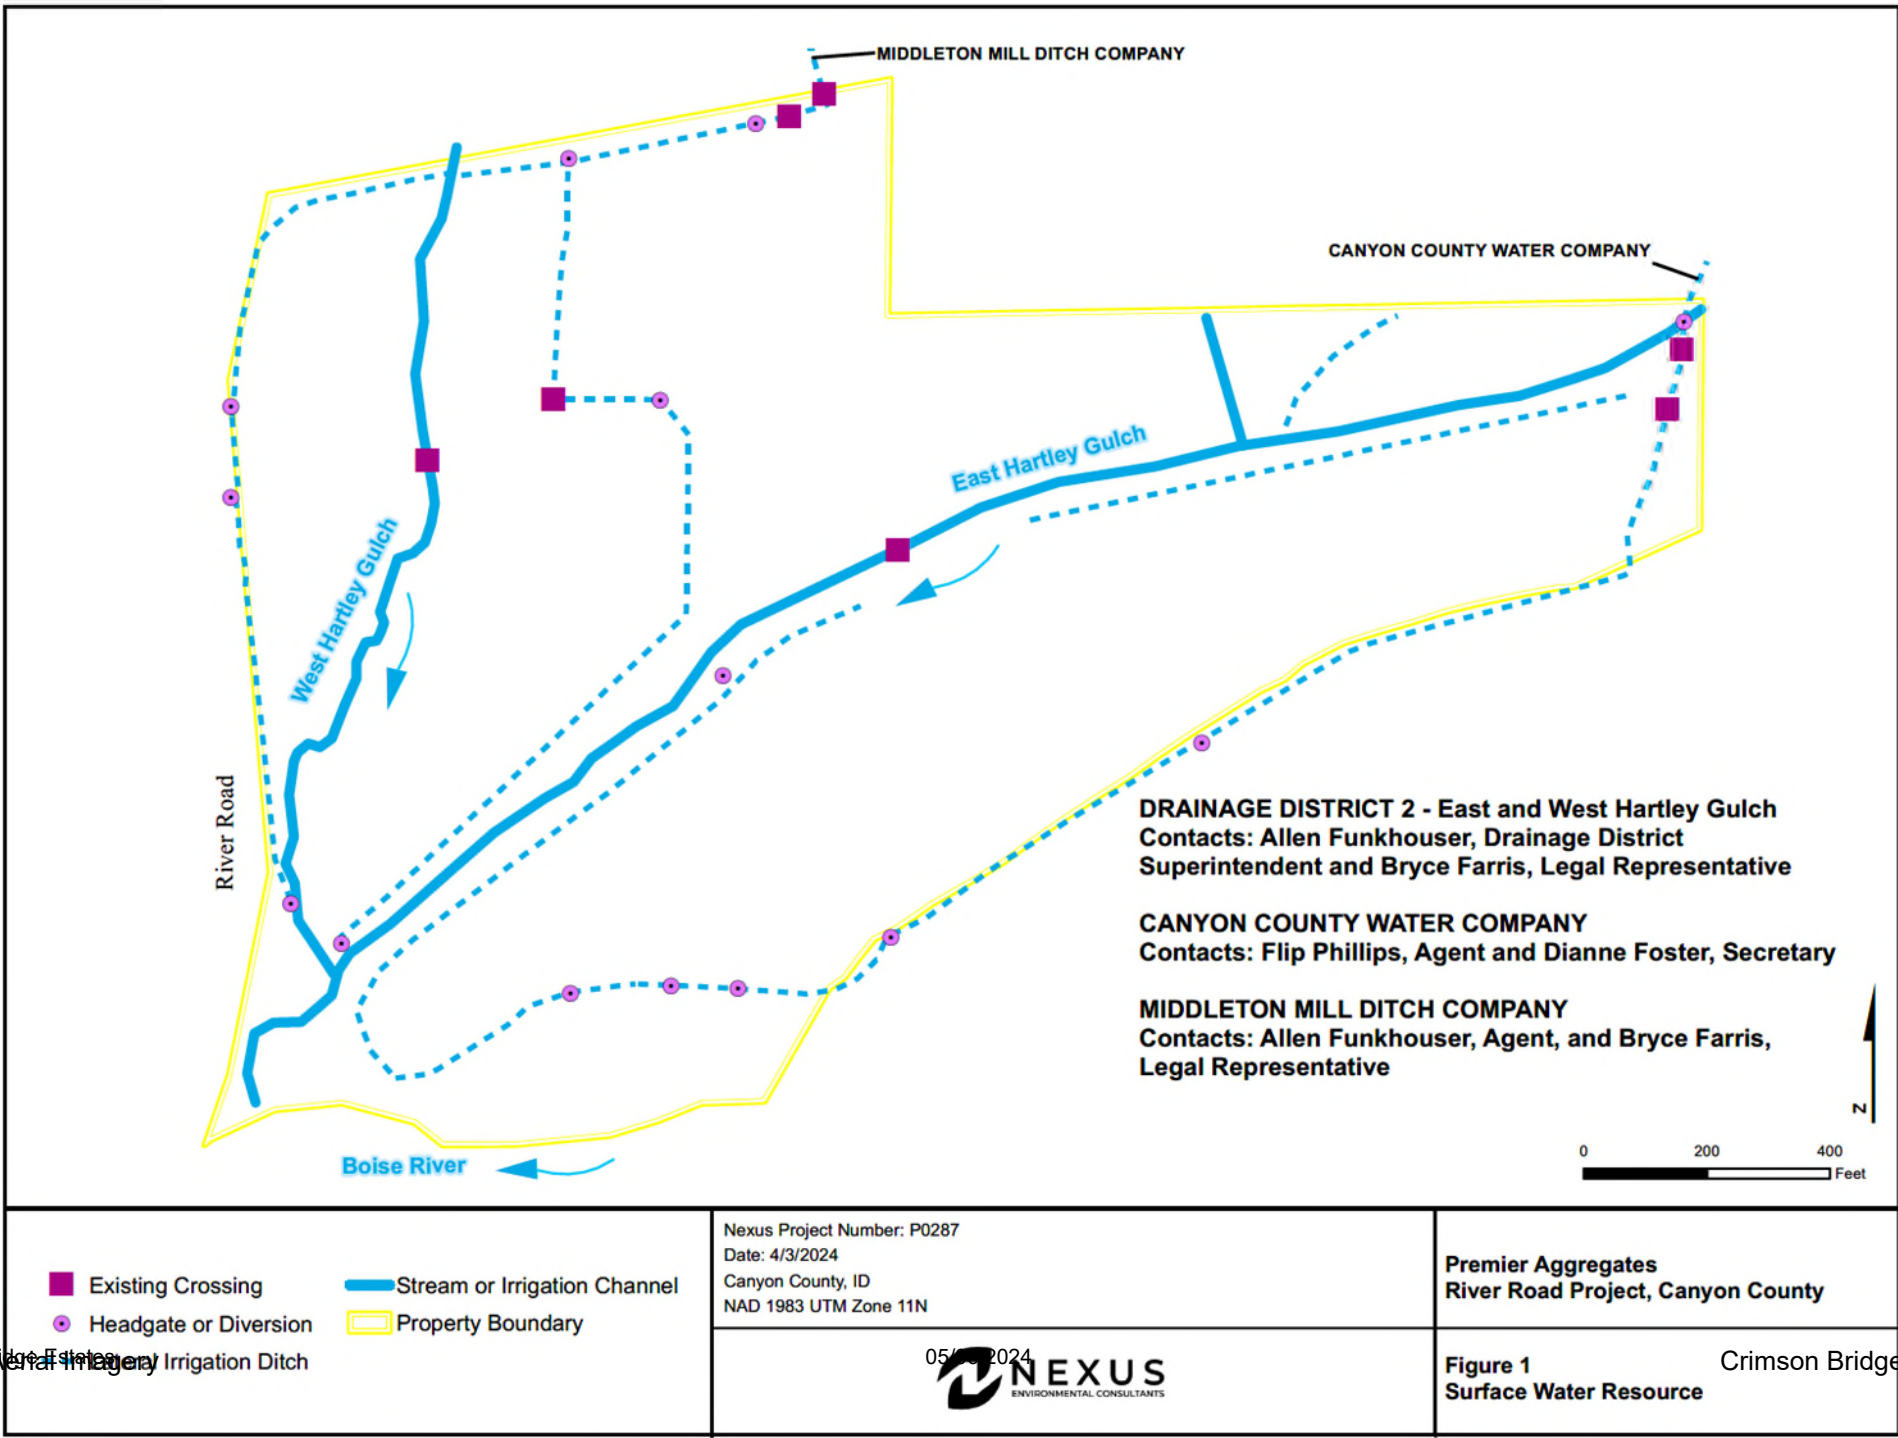 MIDDLETON MILL DITCH COMPANY
CANYON COUNTY WATER COMPANY
East Hartley Gulch
West Hartley Gulch
River Road
DRAINAGE DISTRICT 2 - East and West Hartley Gulch
Contacts: Allen Funkhouser, Drainage District
Superintendent and Bryce Farris, Legal Representative
CANYON COUNTY WATER COMPANY
Contacts: Flip Phillips, Agent and Dianne Foster, Secretary
MIDDLETON MILL DITCH COMPANY
Contacts: Allen Funkhouser, Agent, and Bryce Farris,
Legal Representative
Z
Boise River
0 200 400
Feet
Existing Crossing
Headgate or Diversion
Irrigation Ditch
Stream or Irrigation Channel
Property Boundary
Nexus Project Number: P0287
Date: 4/3/2024
Canyon County, ID
NAD 1983 UTM Zone 11N
NEXUS
ENVIRONMENTAL CONSULTANTS
Premier Aggregates
River Road Project, Canyon County
Figure 1
Surface Water Resource
Crimson Bridge